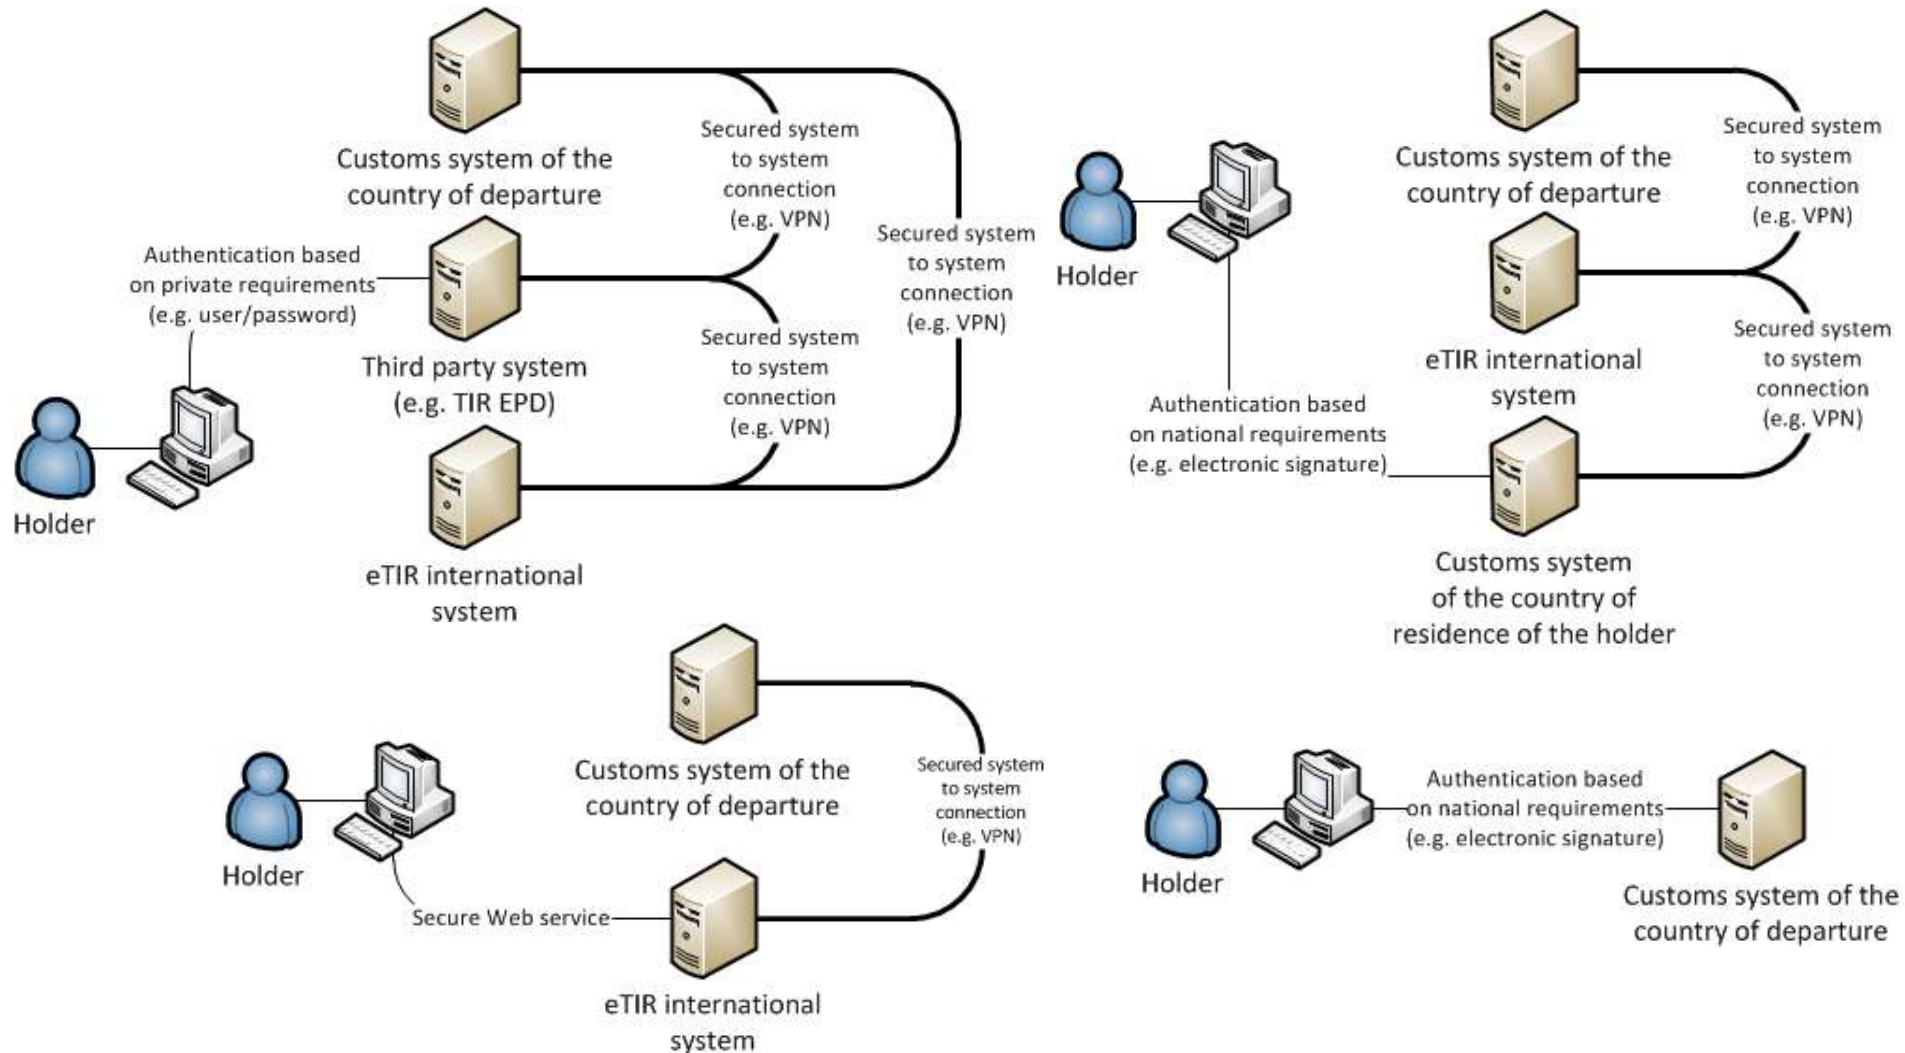 Customs system of the
country of departure
Secured system
to system
connection
(e.g. VPN)
Secured system
to system
connection
(e.g. VPN)
Authentication based
on private requirements
(e.g. user/password)
Third party system
(e.g. TIR EPD)
Secured system
to system
connection
(e.g. VPN)
Holder
eTIR international
system
Customs system of the
country of departure
Secured system
to system
connection
(e.g. VPN)
Holder
eTIR international
system
Secured system
to system
connection
(e.g. VPN)
Authentication based
on national requirements
(e.g. electronic signature)
Customs system
of the country of
residence of the holder
Customs system of the
country of departure
Secured system
to system
connection
(e.g. VPN)
Holder
Secure Web service
eTIR international
system
Authentication based
on national requirements
(e.g. electronic signature)
Holder
Customs system of the
country of departure